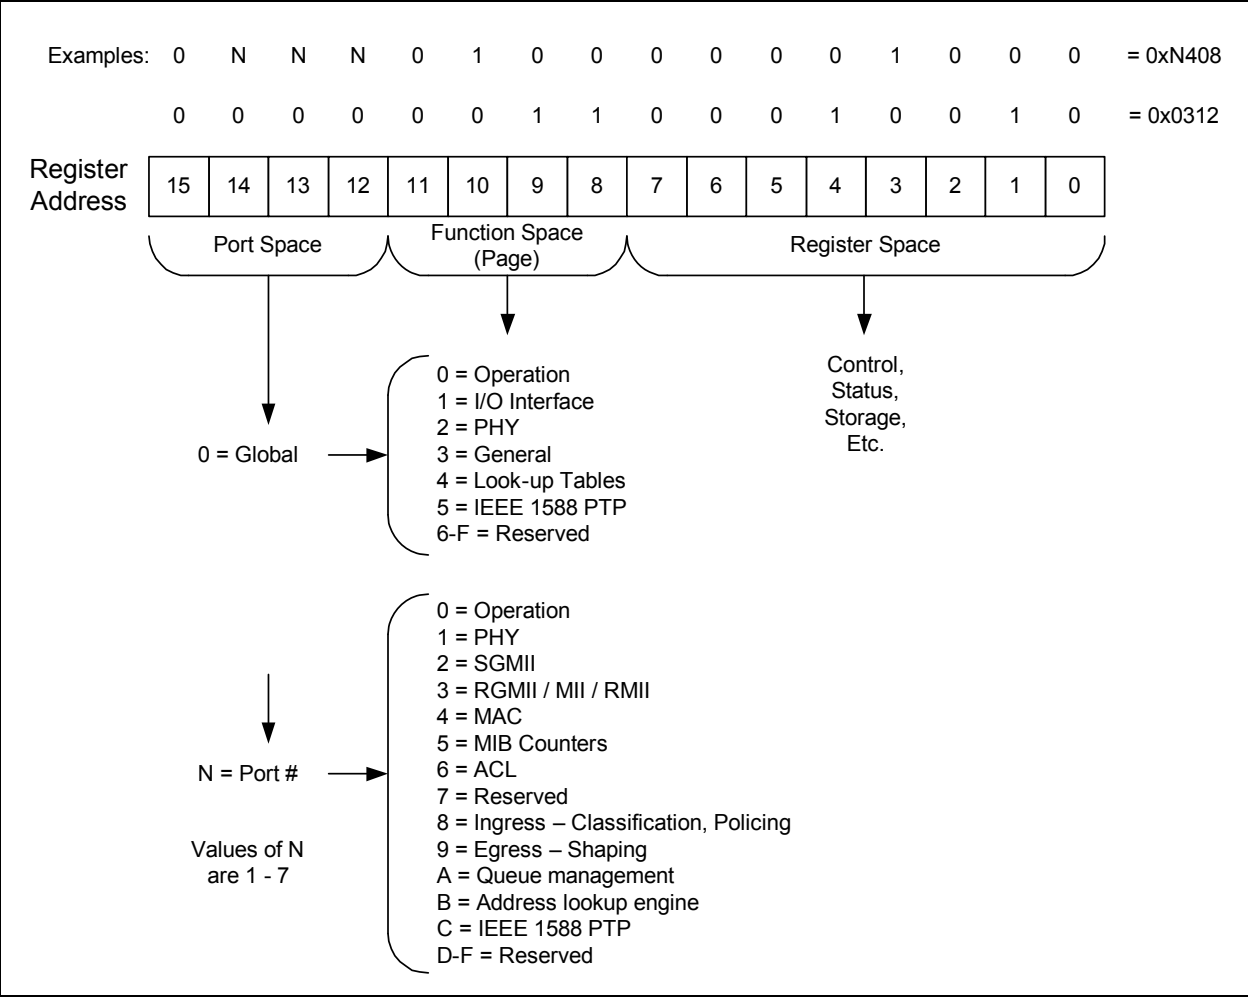 Examples: 0 N N N 0 1 0 0 0 0 0 0 1 0 0 0 = 0xN408
0 0 0 0 0 0 1 1 0 0 0 1 0 0 1 0 = 0x0312
Register
Address
15 14 13 12 11 10 9 8 7 6 5 4 3 2 1 0
Port Space
Function Space
(Page)
Register Space
Control,
Status,
Storage,
Etc.
0 = Global
0 = Operation
1 = I/O Interface
2 = PHY
3 = General
4 = Look-up Tables
5 = IEEE 1588 PTP
6-F = Reserved
N = Port #
Values of N
are 1 - 7
0 = Operation
1 = PHY
2 = SGMII
3 = RGMII / MII / RMII
4 = MAC
5 = MIB Counters
6 = ACL
7 = Reserved
8 = Ingress – Classification, Policing
9 = Egress – Shaping
A = Queue management
B = Address lookup engine
C = IEEE 1588 PTP
D-F = Reserved